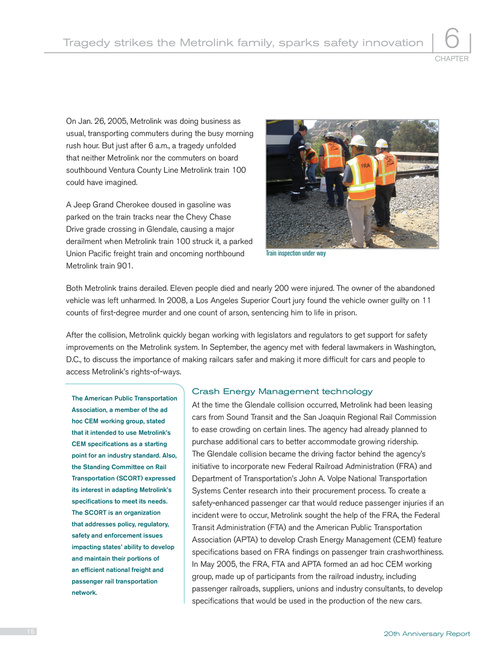 Tragedy strikes the Metrolink family, sparks safety innovation
6
CHAPTER
On Jan. 26, 2005, Metrolink was doing business as
usual, transporting commuters during the busy morning
rush hour. But just after 6 a.m., a tragedy unfolded
that neither Metrolink nor the commuters on board
southbound Ventura County Line Metrolink train 100
could have imagined.
A Jeep Grand Cherokee doused in gasoline was
parked on the train tracks near the Chevy Chase
Drive grade crossing in Glendale, causing a major
derailment when Metrolink train 100 struck it, a parked
Union Pacific freight train and oncoming northbound
Metrolink train 901.
FRA
Train inspection under way
Both Metrolink trains derailed. Eleven people died and nearly 200 were injured. The owner of the abandoned
vehicle was left unharmed. In 2008, a Los Angeles Superior Court jury found the vehicle owner guilty on 11
counts of first-degree murder and one count of arson, sentencing him to life in prison.
After the collision, Metrolink quickly began working with legislators and regulators to get support for safety
improvements on the Metrolink system. In September, the agency met with federal lawmakers in Washington,
D.C., to discuss the importance of making railcars safer and making it more difficult for cars and people to
access Metrolink's rights-of-ways.
The American Public Transportation
Association, a member of the ad
hoc CEM working group, stated
that it intended to use Metrolink's
CEM specifications as a starting
point for an industry standard. Also,
the Standing Committee on Rail
Transportation (SCORT) expressed
its interest in adapting Metrolink's
specifications to meet its needs.
The SCORT is an organization
that addresses policy, regulatory,
safety and enforcement issues
impacting states' ability to develop
and maintain their portions of
an efficient national freight and
passenger rail transportation
network.
Crash Energy Management technology
At the time the Glendale collision occurred, Metrolink had been leasing
cars from Sound Transit and the San Joaquin Regional Rail Commission
to ease crowding on certain lines. The agency had already planned to
purchase additional cars to better accommodate growing ridership.
The Glendale collision became the driving factor behind the agency's
initiative to incorporate new Federal Railroad Administration (FRA) and
Department of Transportation's John A. Volpe National Transportation
Systems Center research into their procurement process. To create a
safety-enhanced passenger car that would reduce passenger injuries if an
incident were to occur, Metrolink sought the help of the FRA, the Federal
Transit Administration (FTA) and the American Public Transportation
Association (APTA) to develop Crash Energy Management (CEM) feature
specifications based on FRA findings on passenger train crashworthiness.
In May 2005, the FRA, FTA and APTA formed an ad hoc CEM working
group, made up of participants from the railroad industry, including
passenger railroads, suppliers, unions and industry consultants, to develop
specifications that would be used in the production of the new cars.
20th Anniversary Report